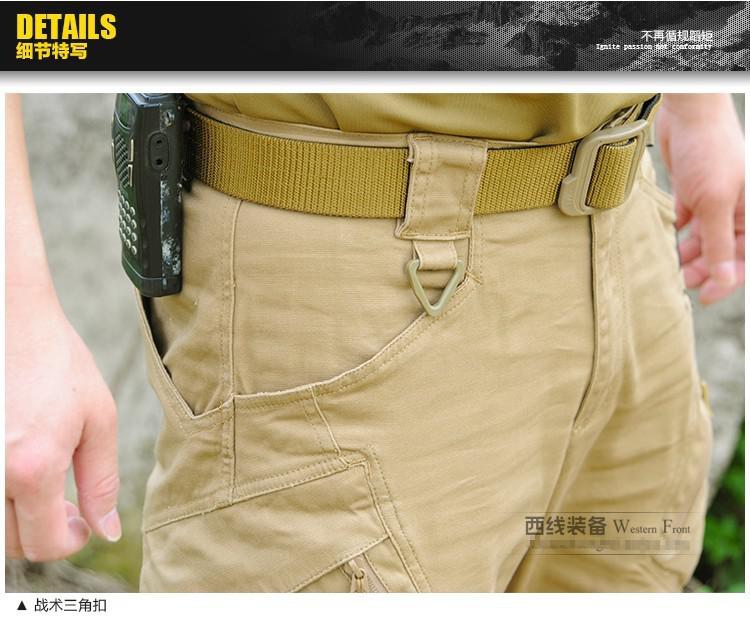 DETAILS
细节特写
不再循规蹈矩
Ignite passion not conformity
西线装备 Western Front
▲ 战术三角扣